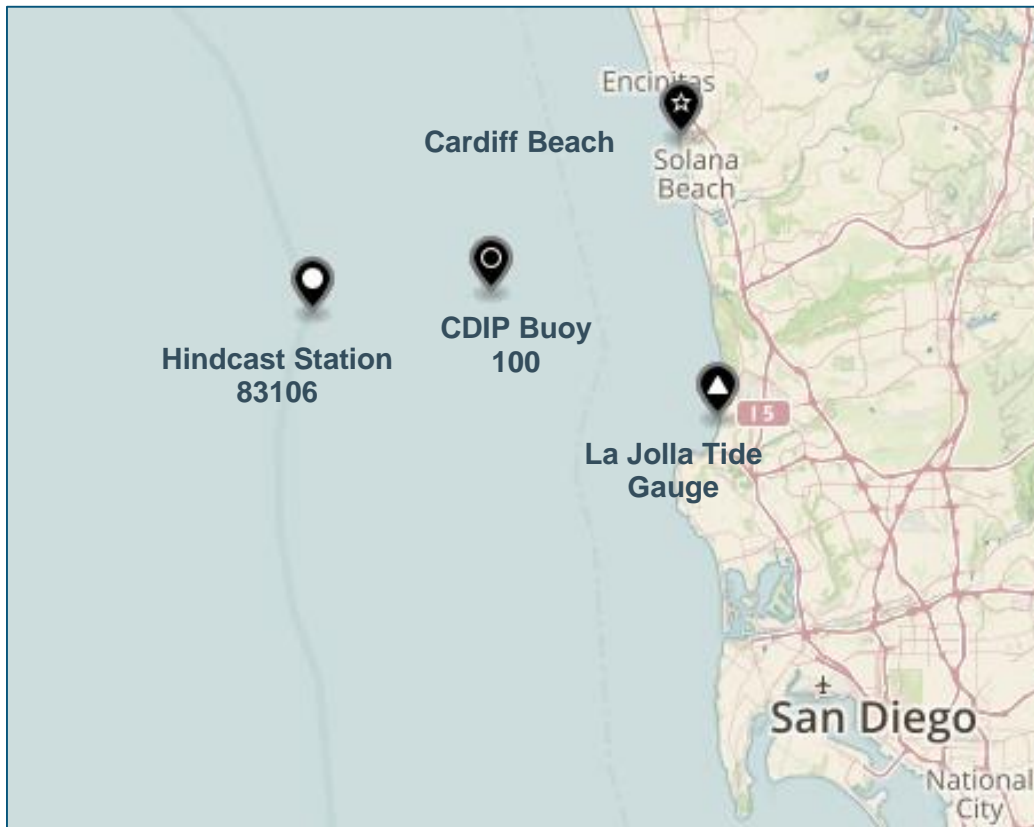 Encinitas
Cardiff Beach
Solana
Beach
Hindcast Station
83106
CDIP Buoy
100
I 5
La Jolla Tide
Gauge
San Diego
National
City